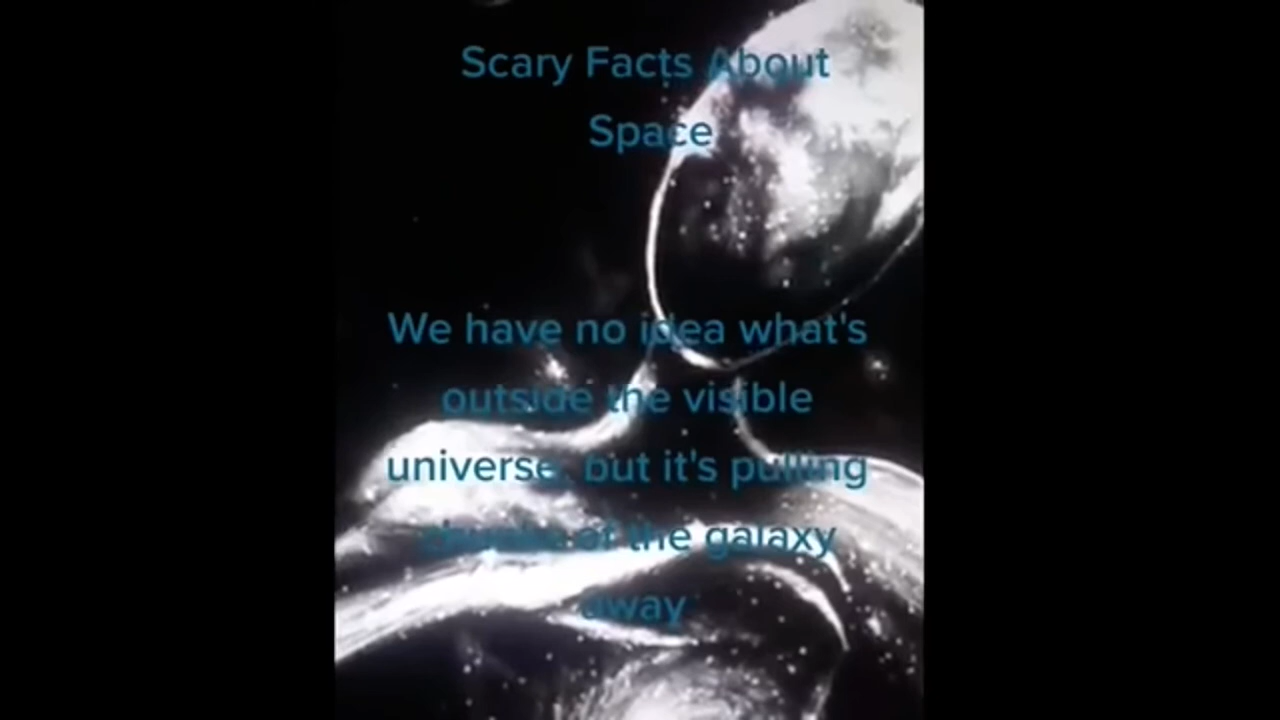 Scary Facts About
Space
We have no idea what's
outside the visible
universe, but it's pulling
chunks of the galaxy
away